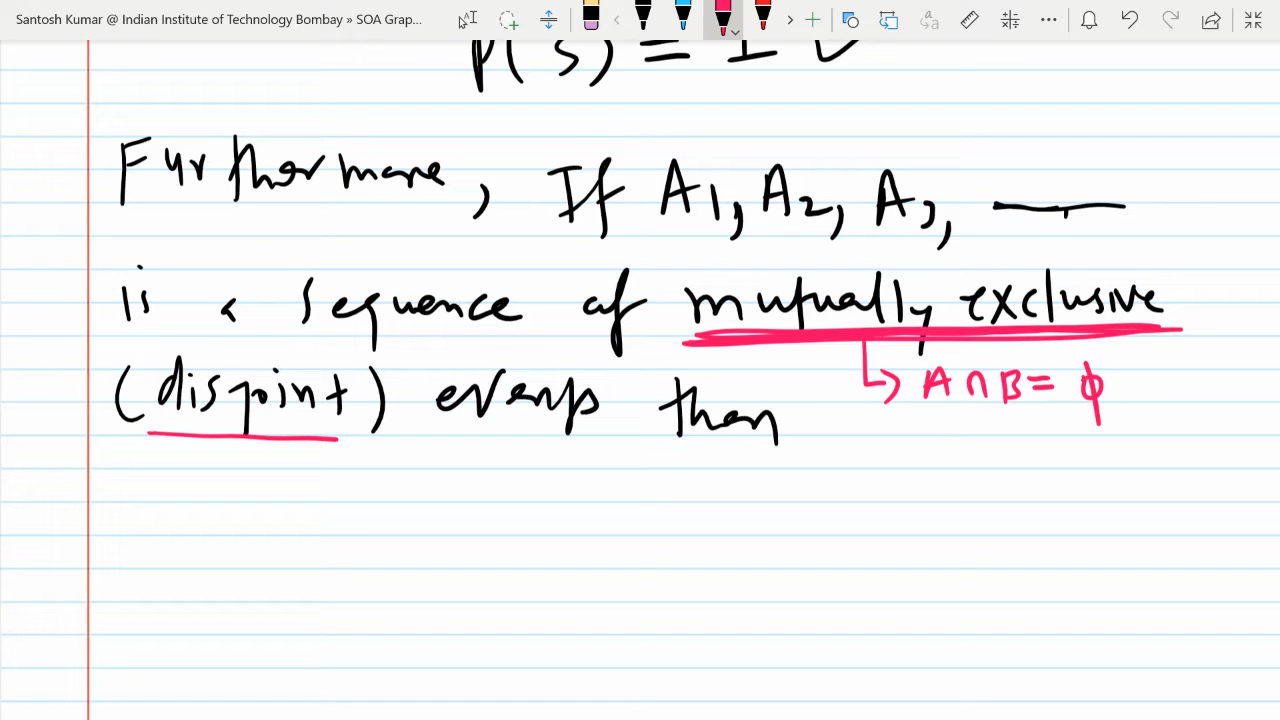 Santosh Kumar @ Indian Institute of Technology Bombay » SOA Grap...
P(S) = 1
Furthermore, If A1, A2, A3,
is a sequence of mutually exclusive
→ A ∩ B = ϕ
(disjoint) events then